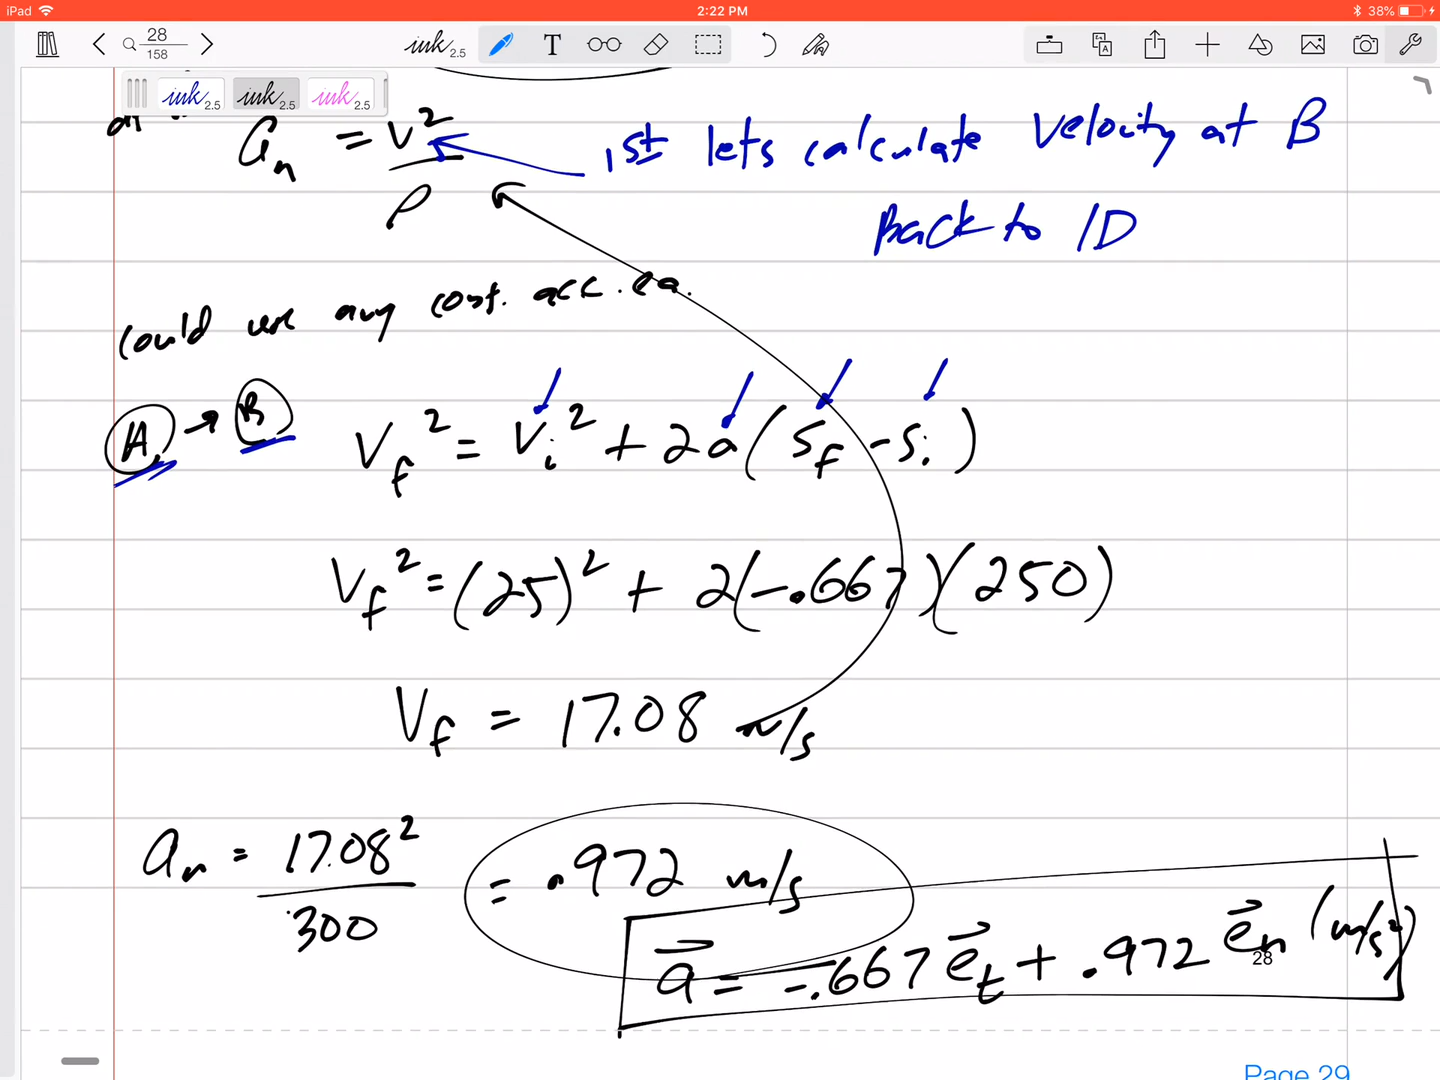 iPad 2:22 PM 38%
28
158
ink 2.5 T
ink 2.5 ink 2.5 ink 2.5
an = v²
ρ
1st lets calculate velocity at B
Back to 1D
could use any const. acc. eq.
A → B Vf² = Vi² + 2a(Sf - Si)
Vf² = (25)² + 2(-.667)(250)
Vf = 17.08 m/s
an = 17.08² = .972 m/s
300
a = -.667 et + .972 en (m/s²)
28
Page 29